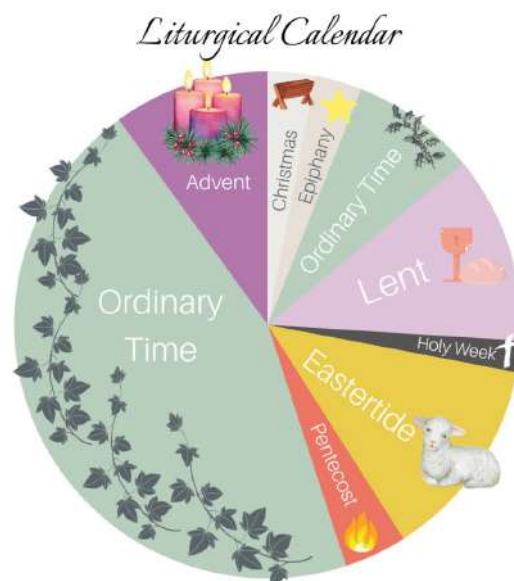 Liturgical Calendar
Advent
Christmas
Epiphany
Ordinary Time
Lent
Holy Week
Eastertide
Pentecost
Ordinary
Time